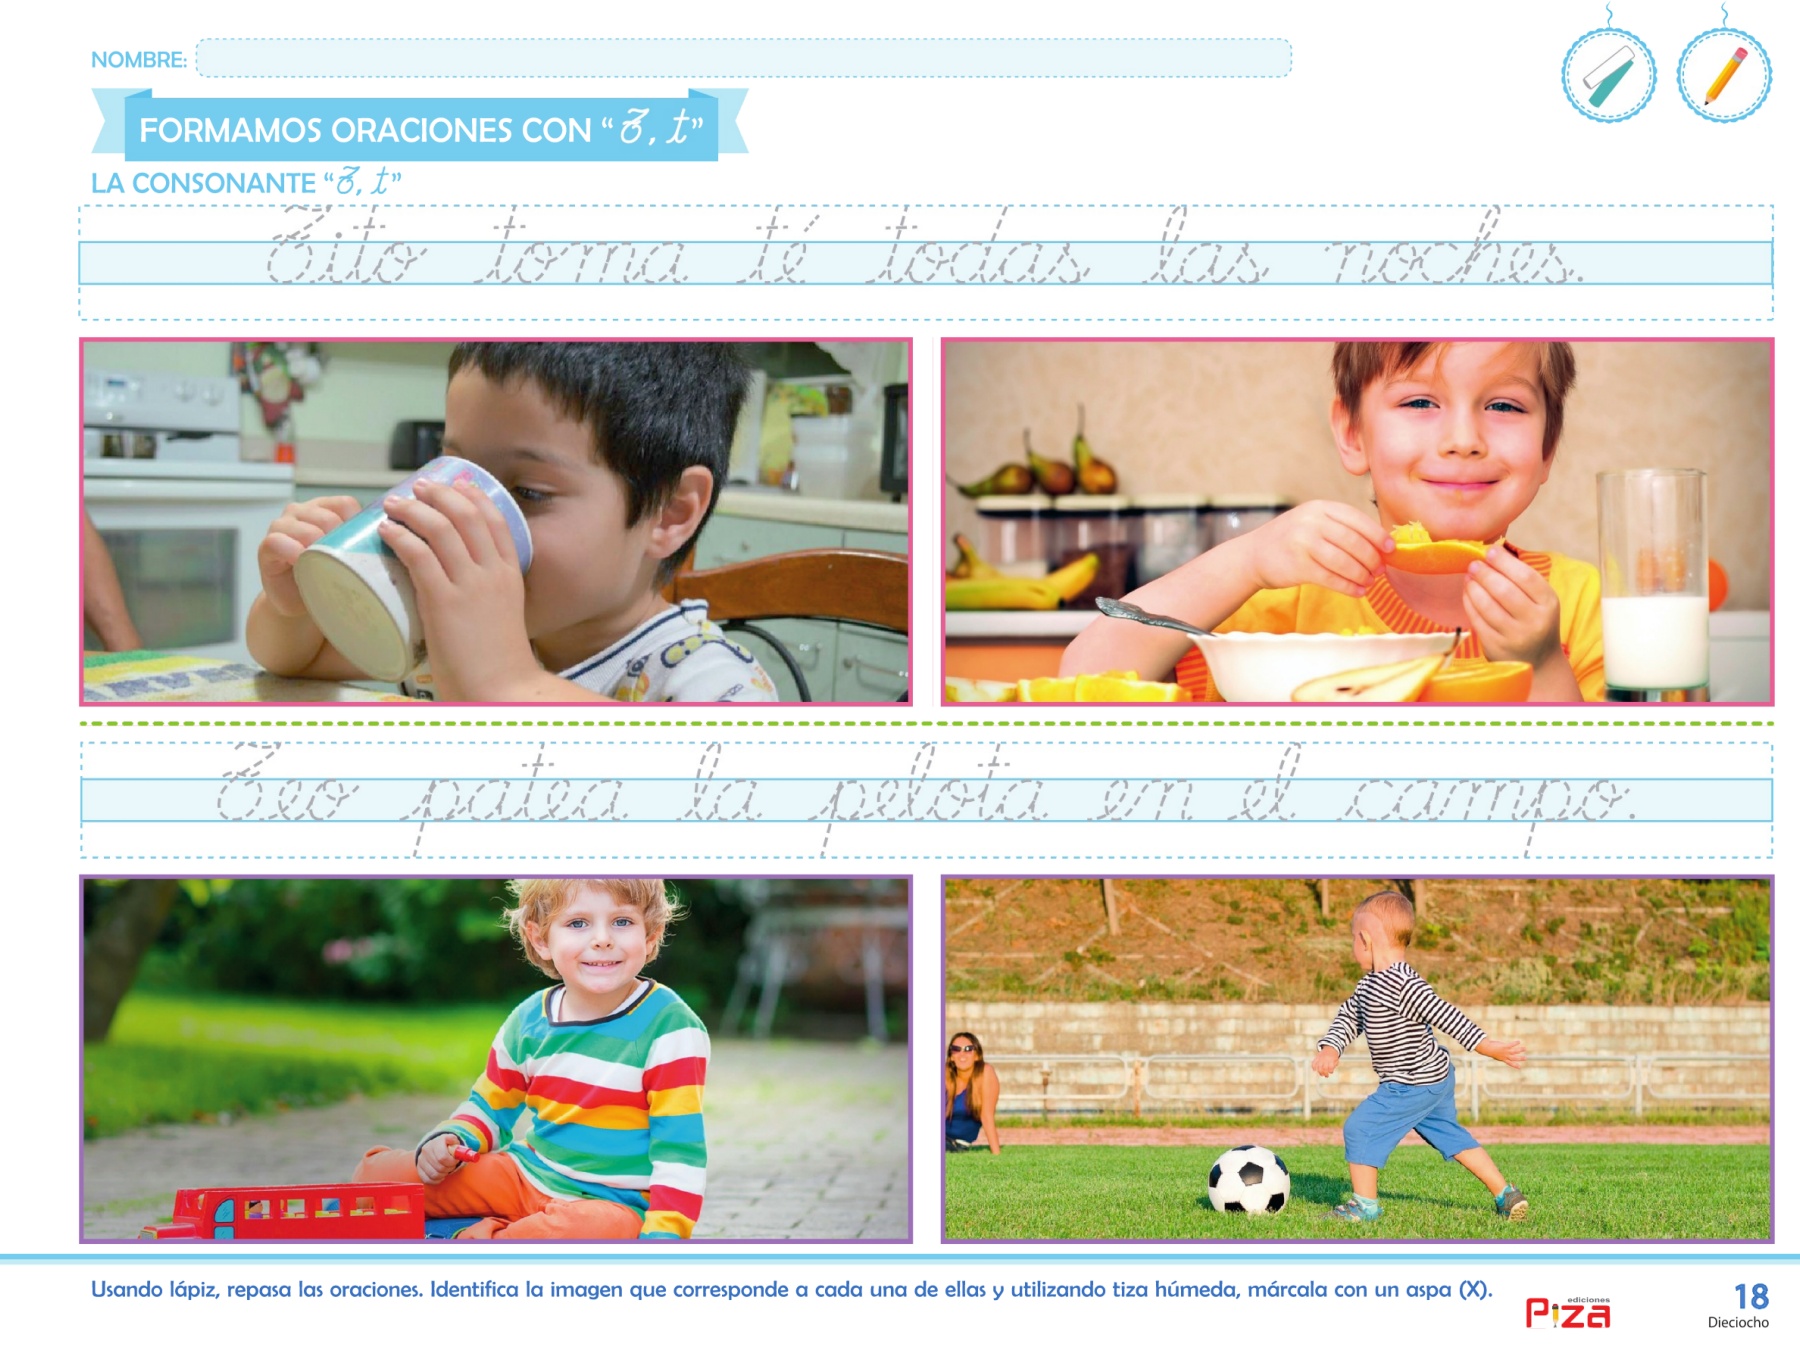 NOMBRE:
FORMAMOS ORACIONES CON “T, t”
LA CONSONANTE “T, t”
Tito toma té todas las noches.
Teo patea la pelota en el campo.
Usando lápiz, repasa las oraciones. Identifica la imagen que corresponde a cada una de ellas y utilizando tiza húmeda, márcala con un aspa (X).
ediciones
Piza
18
Dieciocho